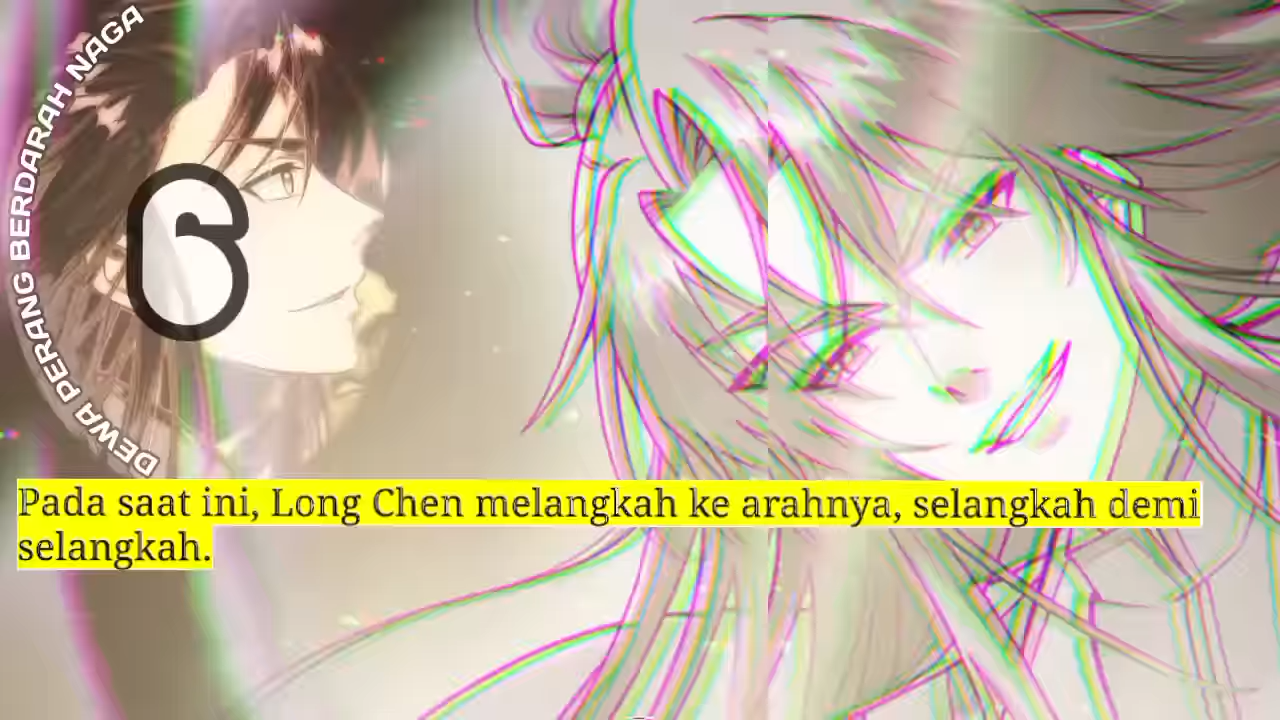 DEWA PERANG BERDARAH NAGA
6
Pada saat ini, Long Chen melangkah ke arahnya, selangkah demi
selangkah.